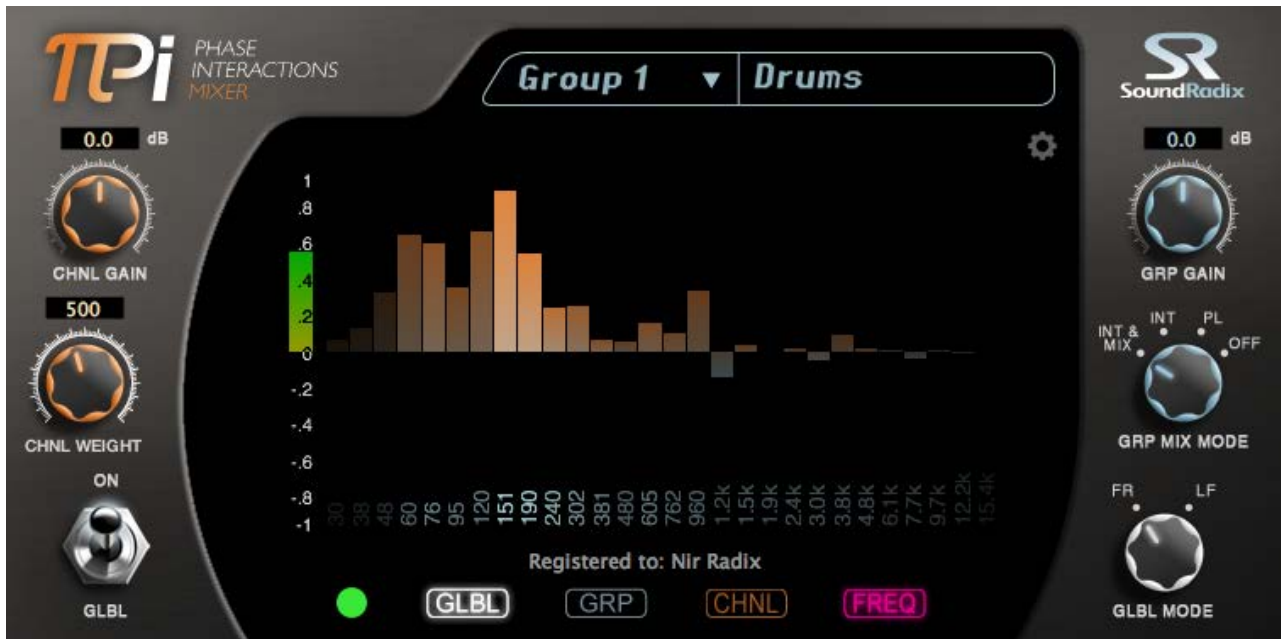 πPi
PHASE
INTERACTIONS
MIXER
Group 1 ▼
Drums
SR
SoundRadix
0.0 dB
CHNL GAIN
500
CHNL WEIGHT
ON
GLBL
1
.8
.6
.4
.2
0
-.2
-.4
-.6
-.8
-1
30
38
48
60
76
95
120
151
190
240
302
381
480
605
762
960
1.2k
1.5k
1.9k
2.4k
3.0k
3.8k
4.8k
6.1k
7.7k
9.7k
12.2k
15.4k
Registered to: Nir Radix
GLBL
GRP
CHNL
FREQ
0.0 dB
GRP GAIN
INT &
MIX
INT
PL
OFF
GRP MIX MODE
FR
LF
GLBL MODE